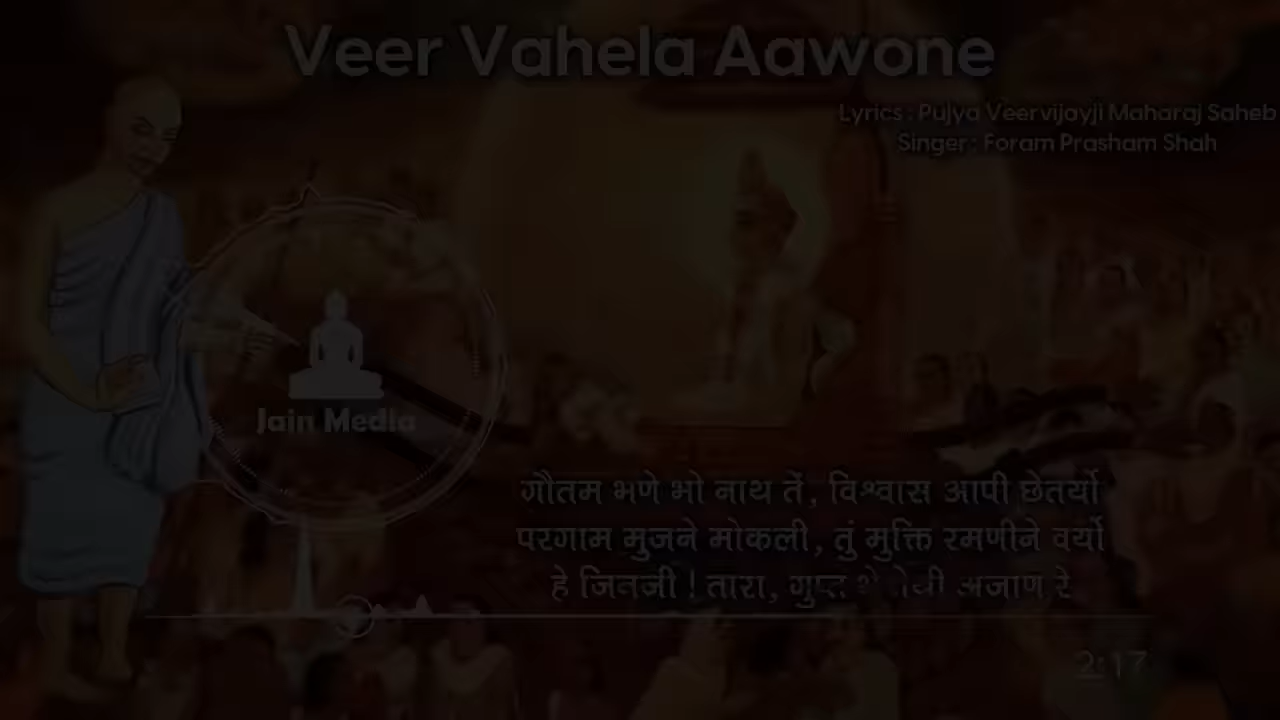 Veer Vahela Aawone
Lyrics : Pujya Veervijayji Maharaj Saheb
Singer : Foram Prasham Shah
Jain Media
गौतम भणे भो नाथ तें, विश्वास आपी छेतर्यो
परगाम मुजने मोकली, तुं मुक्ति रमणीने वर्यो
हे जिनजी ! तारा, गुप्त अजाण रे
2:17